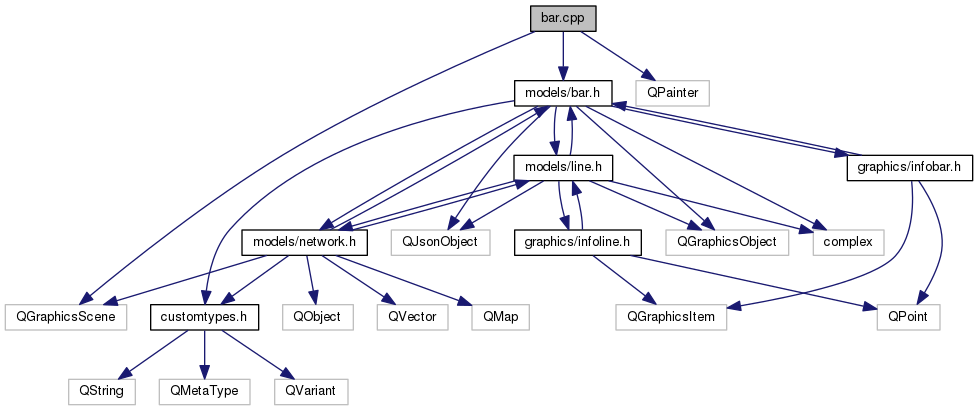 bar.cpp
models/bar.h
QPainter
models/line.h
graphics/infobar.h
models/network.h
QJsonObject
graphics/infoline.h
QGraphicsObject
complex
QGraphicsScene
customtypes.h
QObject
QVector
QMap
QGraphicsItem
QPoint
QString
QMetaType
QVariant